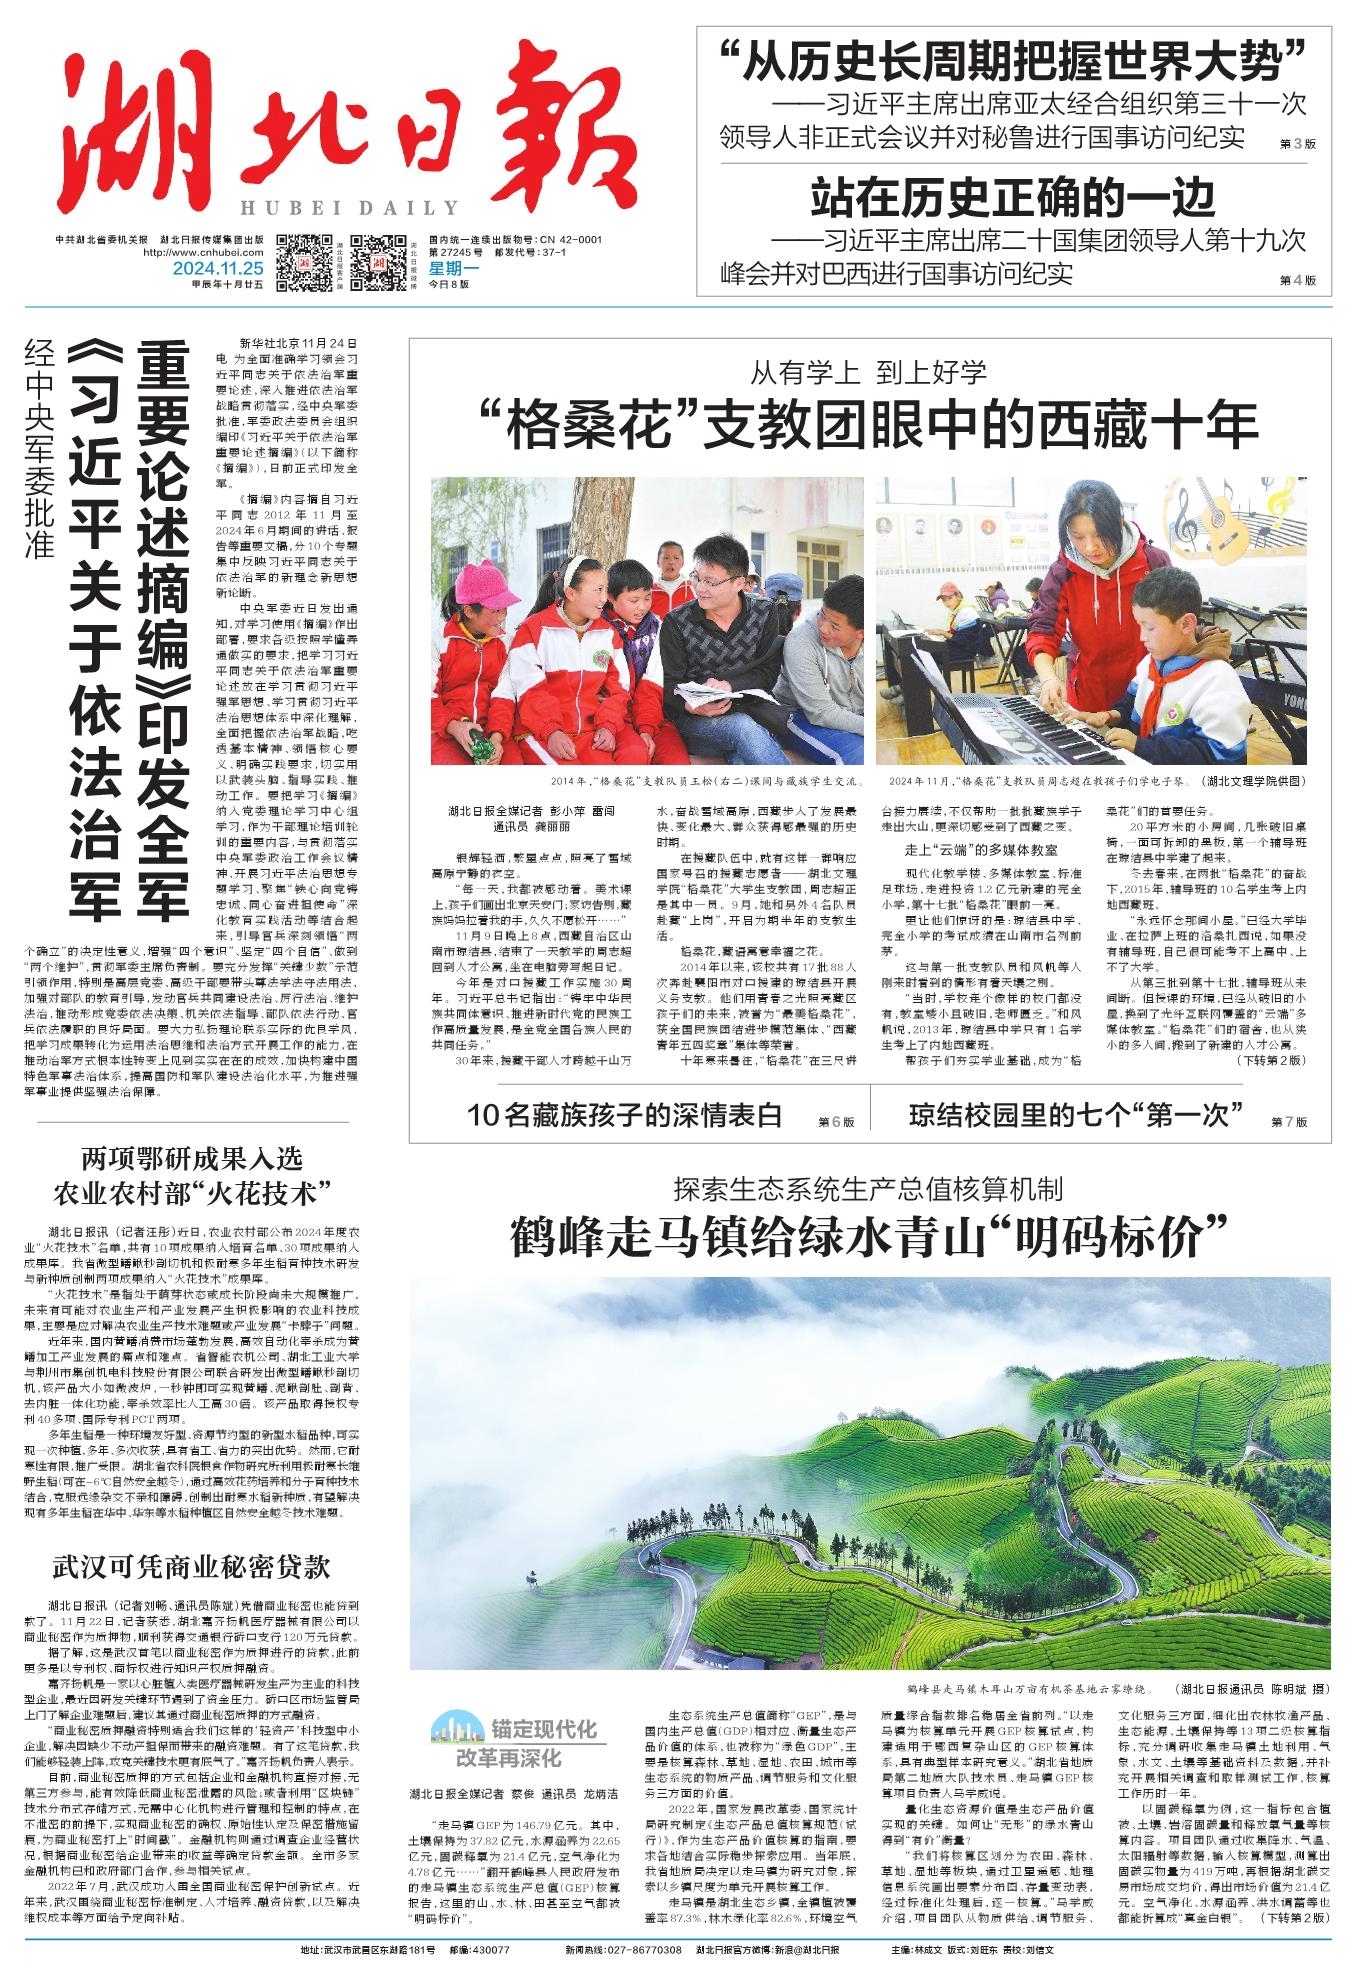 湖北日报
HUBEI DAILY
中共湖北省委机关报 湖北日报传媒集团出版
http://www.cnhubei.com
2024.11.25
甲辰年十月廿五
湖北日报客户端
湖北日报微博
国内统一连续出版物号:CN 42-0001
第27245号 邮发代号:37-1
星期一
今日8版
“从历史长周期把握世界大势”
——习近平主席出席亚太经合组织第三十一次
领导人非正式会议并对秘鲁进行国事访问纪实
第3版
站在历史正确的一边
——习近平主席出席二十国集团领导人第十九次
峰会并对巴西进行国事访问纪实
第4版
经中央军委批准
《习近平关于依法治军
重要论述摘编》印发全军
新华社北京11月24日
电 为全面准确学习领会习
近平同志关于依法治军重
要论述,深入推进依法治军
战略贯彻落实,经中央军委
批准,军委政法委员会组织
编印《习近平关于依法治军
重要论述摘编》(以下简称
《摘编》),日前正式印发全
军。
《摘编》内容摘自习近
平同志2012年11月至
2024年6月期间的讲话、报
告等重要文稿,分10个专题
集中反映习近平同志关于
依法治军的新理念新思想
新论断。
中央军委近日发出通
知,对学习使用《摘编》作出
部署,要求各级按照学懂弄
通做实的要求,把学习习近
平同志关于依法治军重要
论述放在学习贯彻习近平
强军思想、学习贯彻习近平
法治思想体系中深化理解,
全面把握依法治军战略,吃
透基本精神、领悟核心要
义、明确实践要求,切实用
以武装头脑、指导实践、推
动工作。要把学习《摘编》
纳入党委理论学习中心组
学习,作为干部理论培训轮
训的重要内容,与贯彻落实
中央军委政治工作会议精
神,开展法治军治思想专
题学习、聚焦“铁心向党铸
忠诚、同心奋进担使命”深
化教育实践活动等结合起
来,引导官兵深刻领悟“两
个确立”的决定性意义,增强“四个意识”、坚定“四个自信”、做到
“两个维护”,贯彻军委主席负责制。要充分发挥“关键少数”示范
引领作用,特别是高层党委、高级干部要带头尊法学法守法用法,
加强对部队的教育引导,发动官兵共同建设法治、厉行法治、维护
法治,推动形成党委依法决策、机关依法指导、部队依法行动、官
兵依法履职的良好局面。要大力弘扬理论联系实际的优良学风,
把学习成果转化为运用法治思维和法治方式开展工作的能力,在
推动治军方式根本性转变上见到实实在在的成效,加快构建中国
特色军事法治体系,提高国防和军队建设法治化水平,为推进强
军事业提供坚强法治保障。
两项鄂研成果入选
农业农村部“火花技术”
湖北日报讯(记者汪彤)近日,农业农村部公布2024年度农
业“火花技术”名单,共有10项成果纳入培育名单、30项成果纳入
成果库。我省微型鳝鳅秒剖切机和极耐寒多年生稻育种技术研发
与新种质创制两项成果纳入“火花技术”成果库。
“火花技术”是指处于萌芽状态或成长阶段尚未大规模推广,
未来有可能对农业生产和产业发展产生积极影响的农业科技成
果,主要是应对解决农业生产技术难题或产业发展“卡脖子”问题。
近年来,国内黄鳝消费市场蓬勃发展,高效自动化宰杀成为黄
鳝加工产业发展的痛点和难点。省智能农机公司、湖北工业大学
与荆州市集创机电科技股份有限公司联合研发出微型鳝鳅秒剖切
机,该产品大小如微波炉,一秒钟即可实现黄鳝、泥鳅剖肚、剖背、
去内脏一体化功能,宰杀效率比人工高30倍。该产品取得授权专
利40多项、国际专利PCT两项。
多年生稻是一种环境友好型、资源节约型的新型水稻品种,可实
现一次种植,多年、多次收获,具有省工、省力的突出优势。然而,它耐
寒性有限,推广受限。湖北省农科院粮食作物研究所利用极耐寒长雄
野生稻(可在-6℃自然安全越冬),通过高效花药培养和分子育种技术
结合,克服远缘杂交不亲和障碍,创制出耐寒水稻新种质,有望解决
现有多年生稻在华中、华东等水稻种植区自然安全越冬技术难题。
武汉可凭商业秘密贷款
湖北日报讯(记者刘畅、通讯员陈斌)凭借商业秘密也能贷到
款了。11月22日,记者获悉,湖北嘉齐扬帆医疗器械有限公司以
商业秘密作为质押物,顺利获得交通银行硚口支行120万元贷款。
据了解,这是武汉首笔以商业秘密作为质押进行的贷款,此前
更多是以专利权、商标权进行知识产权质押融资。
嘉齐扬帆是一家以心脏植入类医疗器械研发生产为主业的科技
型企业,最近因研发关键环节遇到了资金压力。硚口区市场监管局
上门了解企业难题后,建议其通过商业秘密质押的方式融资。
“商业秘密质押融资特别适合我们这样的‘轻资产’科技型中小
企业,解决因缺少不动产担保而带来的融资难题。有了这笔贷款,我
们能够轻装上阵,攻克关键技术更有底气了。”嘉齐扬帆负责人表示。
目前,商业秘密质押的方式包括企业和金融机构直接对接,无
第三方参与,能有效降低商业秘密泄露的风险;或者利用“区块链”
技术分布式存储方式,无需中心化机构进行管理和控制的特点,在
不泄密的前提下,实现商业秘密的确权、原始性认定及保密措施留
痕,为商业秘密打上“时间戳”。金融机构则通过调查企业经营状
况,根据商业秘密给企业带来的收益等确定贷款金额。全市多家
金融机构已和政府部门合作,参与相关试点。
2022年7月,武汉成功入围全国商业秘密保护创新试点。近
年来,武汉围绕商业秘密标准制定、人才培养、融资贷款,以及解决
维权成本等方面给予定向补贴。
从有学上 到上好学
“格桑花”支教团眼中的西藏十年
2014年,“格桑花”支教队员王松(右二)课间与藏族学生交流。
2024年11月,“格桑花”支教队员周志超在教孩子们学电子琴。(湖北文理学院供图)
湖北日报全媒记者 彭小萍 雷闯
通讯员 龚丽丽
银辉轻洒,繁星点点,照亮了雪域
高原宁静的夜空。
“每一天,我都被感动着。美术课
上,孩子们画出北京天安门;家访告别,藏
族妈妈拉着我的手,久久不愿松开……”
11月9日晚上8点,西藏自治区山
南市琼结县,结束了一天教学的周志超
回到人才公寓,坐在电脑旁写起日记。
今年是对口援藏工作实施30周
年。习近平总书记指出:“铸牢中华民
族共同体意识、推进新时代党的民族工
作高质量发展,是全党全国各族人民的
共同任务。”
30年来,援藏干部人才跨越千山万
水,奋战雪域高原,西藏步入了发展最
快、变化最大、群众获得感最强的历史
时期。
在援藏队伍中,就有这样一群响应
国家号召的援藏志愿者——湖北文理
学院“格桑花”大学生支教团,周志超正
是其中一员。9月,她和另外4名队员
赴藏“上岗”,开启为期半年的支教生
活。
格桑花,藏语寓意幸福之花。
2014年以来,该校共有17批88人
次奔赴襄阳市对口援建的琼结县开展
义务支教。他们用青春之光照亮藏区
孩子们的未来,被誉为“最美格桑花”,
获全国民族团结进步模范集体、“西藏
青年五四奖章”集体等荣誉。
十年寒来暑往,“格桑花”在三尺讲
台接力赓续,不仅帮助一批批藏族学子
走出大山,更深切感受到了西藏之变。
走上“云端”的多媒体教室
现代化教学楼、多媒体教室、标准
足球场,走进投资1.2亿元新建的完全
小学,第十七批“格桑花”眼前一亮。
更让他们惊讶的是:琼结县中学、
完全小学的考试成绩在山南市名列前
茅。
这与第一批支教队员和风帆等人
刚来时看到的情形有着天壤之别。
“当时,学校连个像样的校门都没
有,教室矮小且破旧,老师匮乏。”和风
帆说,2013年,琼结县中学只有1名学
生考上了内地西藏班。
帮孩子们夯实学业基础,成为“格
桑花”们的首要任务。
20平方米的小房间,几张破旧桌
椅,一面可拆卸的黑板,第一个辅导班
在琼结县中学建了起来。
冬去春来,在两批“格桑花”的奋战
下,2015年,辅导班的10名学生考上内
地西藏班。
“永远怀念那间小屋。”已经大学毕
业、在拉萨上班的洛桑扎西说,如果没
有辅导班,自己很可能考不上高中、上
不了大学。
从第三批到第十七批,辅导班从未
间断。但授课的环境,已经从破旧的小
屋,换到了光纤互联网覆盖的“云端”多
媒体教室。“格桑花”们的宿舍,也从狭
小的多人间,搬到了新建的人才公寓。
(下转第2版)
10名藏族孩子的深情表白
第6版
琼结校园里的七个“第一次”
第7版
探索生态系统生产总值核算机制
鹤峰走马镇给绿水青山“明码标价”
鹤峰县走马镇木耳山万亩有机茶基地云雾缭绕。 (湖北日报通讯员 陈明斌 摄)
锚定现代化
改革再深化
湖北日报全媒记者 蔡俊 通讯员 龙炳洁
“走马镇GEP为146.79亿元。其中,
土壤保持为37.82亿元,水源涵养为22.65
亿元,固碳释氧为21.4亿元,空气净化为
4.78亿元……”翻开鹤峰县人民政府发布
的走马镇生态系统生产总值(GEP)核算
报告,这里的山、水、林、田甚至空气都被
“明码标价”。
生态系统生产总值简称“GEP”,是与
国内生产总值(GDP)相对应、衡量生态产
品价值的体系,也被称为“绿色GDP”,主
要是核算森林、草地、湿地、农田、城市等
生态系统的物质产品、调节服务和文化服
务三方面的价值。
2022年,国家发展改革委、国家统计
局研究制定《生态产品总值核算规范(试
行)》,作为生态产品价值核算的指南,要
求各地结合实际稳步探索应用。当年底,
我省地质局决定以走马镇为研究对象,探
索以乡镇尺度为单元开展核算工作。
走马镇是湖北生态乡镇,全镇植被覆
盖率87.3%,林木绿化率82.6%,环境空气
质量综合指数排名稳居全省前列。“以走
马镇为核算单元开展GEP核算试点,构
建适用于鄂西复杂山区的GEP核算体
系,具有典型样本研究意义。”湖北省地质
局第二地质大队技术员、走马镇GEP核
算项目负责人马学威说。
量化生态资源价值是生态产品价值
实现的关键。如何让“无形”的绿水青山
得到“有价”衡量?
“我们将核算区划分为农田、森林、
草地、湿地等板块,通过卫星遥感、地理
信息系统画出要素分布图、存量变动表,
经过标准化处理后,逐一核算。”马学威
介绍,项目团队从物质供给、调节服务、
文化服务三方面,细化出农林牧渔产品、
生态能源、土壤保持等13项二级核算指
标,充分调研收集走马镇土地利用、气
象、水文、土壤等基础资料及数据,并补
充开展相关调查和取样测试工作,核算
工作历时一年。
以固碳释氧为例,这一指标包含植
被、土壤、岩溶固碳量和释放氧气量等核
算内容。项目团队通过收集降水、气温、
太阳辐射等数据,输入核算模型,测算出
固碳实物量为419万吨,再根据湖北碳交
易市场成交均价,得出市场价值为21.4亿
元。空气净化、水源涵养、洪水调蓄等也
都能折算成“真金白银”。(下转第2版)
地址:武汉市武昌区东湖路181号 邮编:430077 新闻热线:027-86770308 湖北日报官方微博:新浪@湖北日报 主编:林成文 版式:刘旺东 责校:刘信文